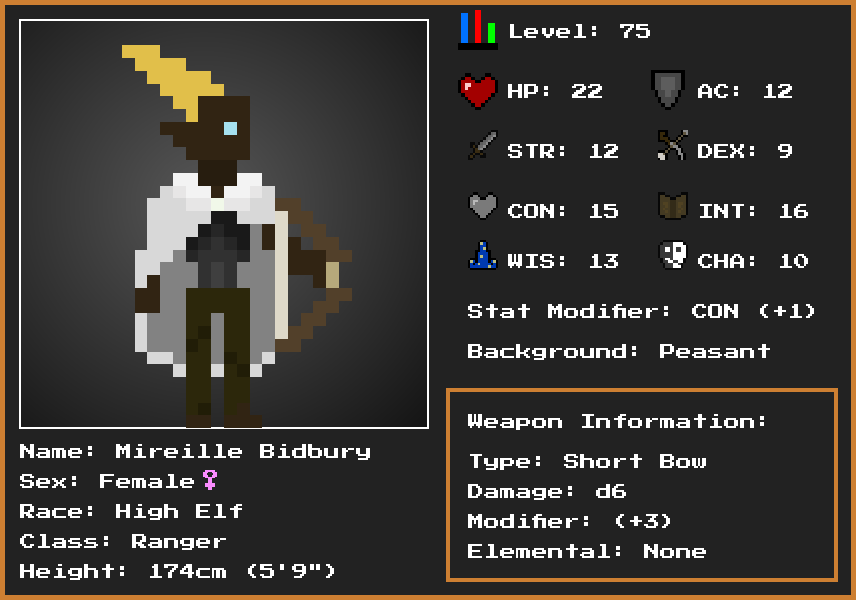 Level: 75
HP: 22
AC: 12
STR: 12
DEX: 9
CON: 15
INT: 16
WIS: 13
CHA: 10
Stat Modifier: CON (+1)
Background: Peasant
Weapon Information:
Type: Short Bow
Damage: d6
Modifier: (+3)
Elemental: None
Name: Mireille Bidbury
Sex: Female♀
Race: High Elf
Class: Ranger
Height: 174cm (5'9")